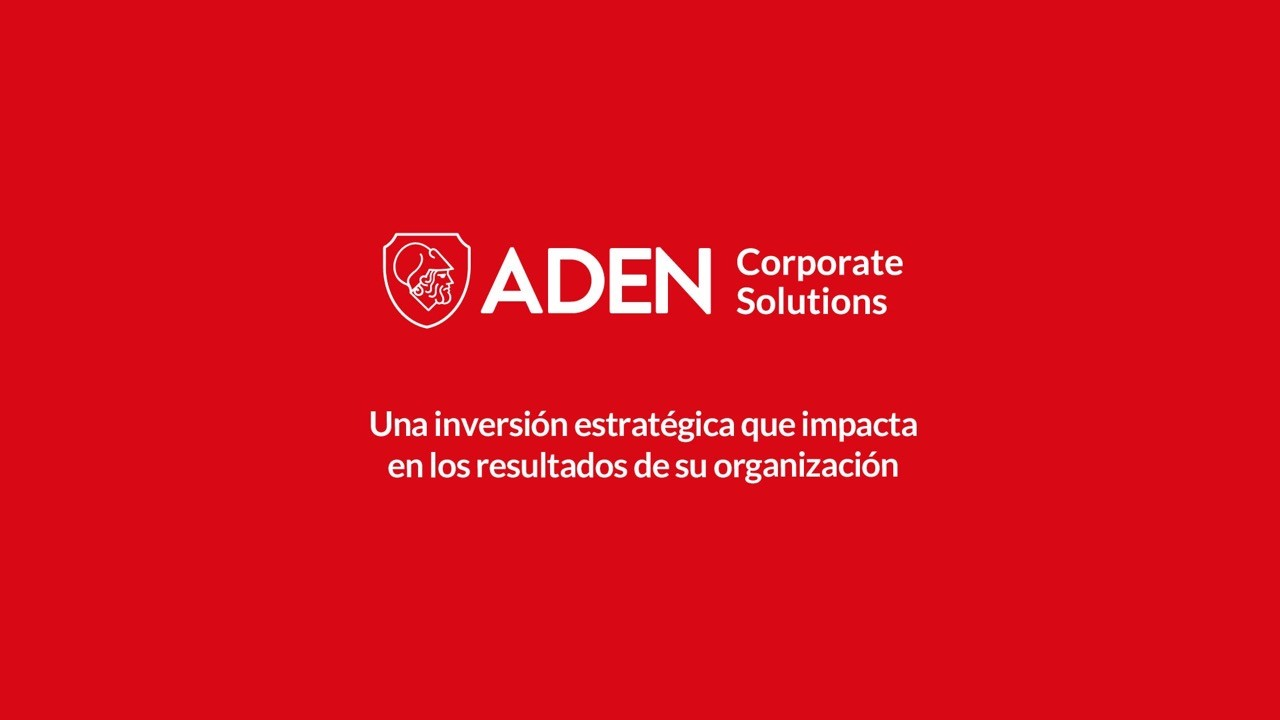 ADEN
Corporate
Solutions
Una inversión estratégica que impacta
en los resultados de su organización